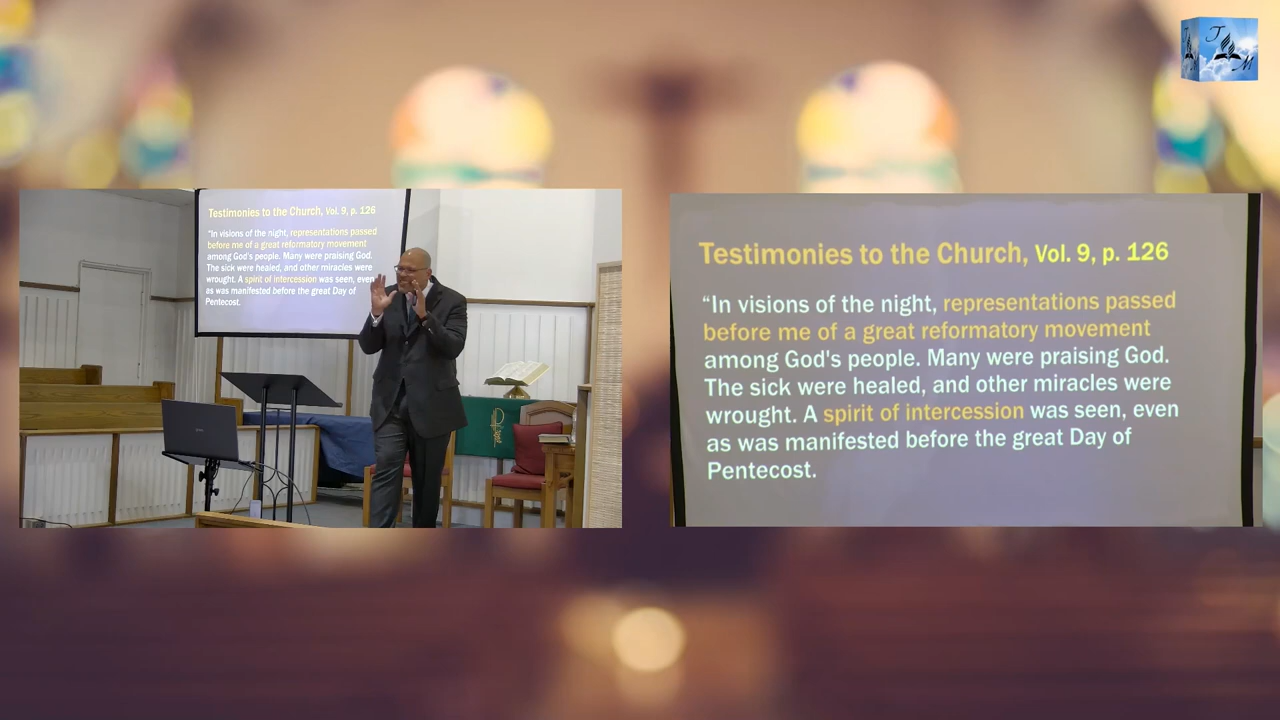 Testimonies to the Church, Vol. 9, p. 126
"In visions of the night, representations passed
before me of a great reformatory movement
among God's people. Many were praising God.
The sick were healed, and other miracles were
wrought. A spirit of intercession was seen, even
as was manifested before the great Day of
Pentecost.
Testimonies to the Church, Vol. 9, p. 126
“In visions of the night, representations passed
before me of a great reformatory movement
among God's people. Many were praising God.
The sick were healed, and other miracles were
wrought. A spirit of intercession was seen, even
as was manifested before the great Day of
Pentecost.
J
M